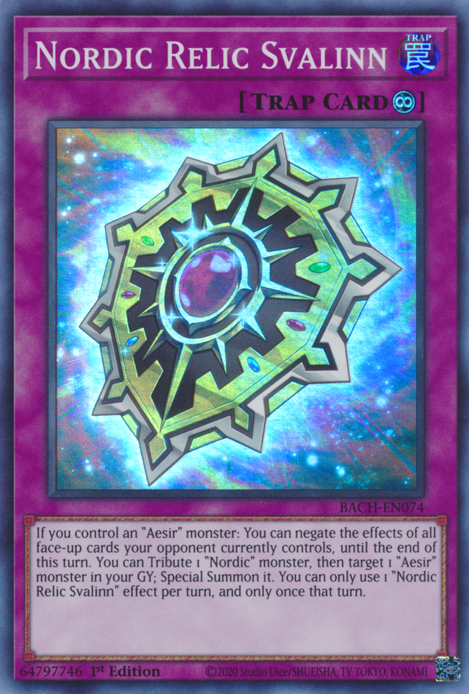 NORDIC RELIC SVALINN
TRAP
罠
[TRAP CARD ♾]
BACH-EN074
If you control an "Aesir" monster: You can negate the effects of all
face-up cards your opponent currently controls, until the end of
this turn. You can Tribute 1 "Nordic" monster, then target 1 "Aesir"
monster in your GY; Special Summon it. You can only use 1 "Nordic
Relic Svalinn" effect per turn, and only once that turn.
64797746 1st Edition
©2020 Studio Dice/SHUEISHA, TV TOKYO, KONAMI